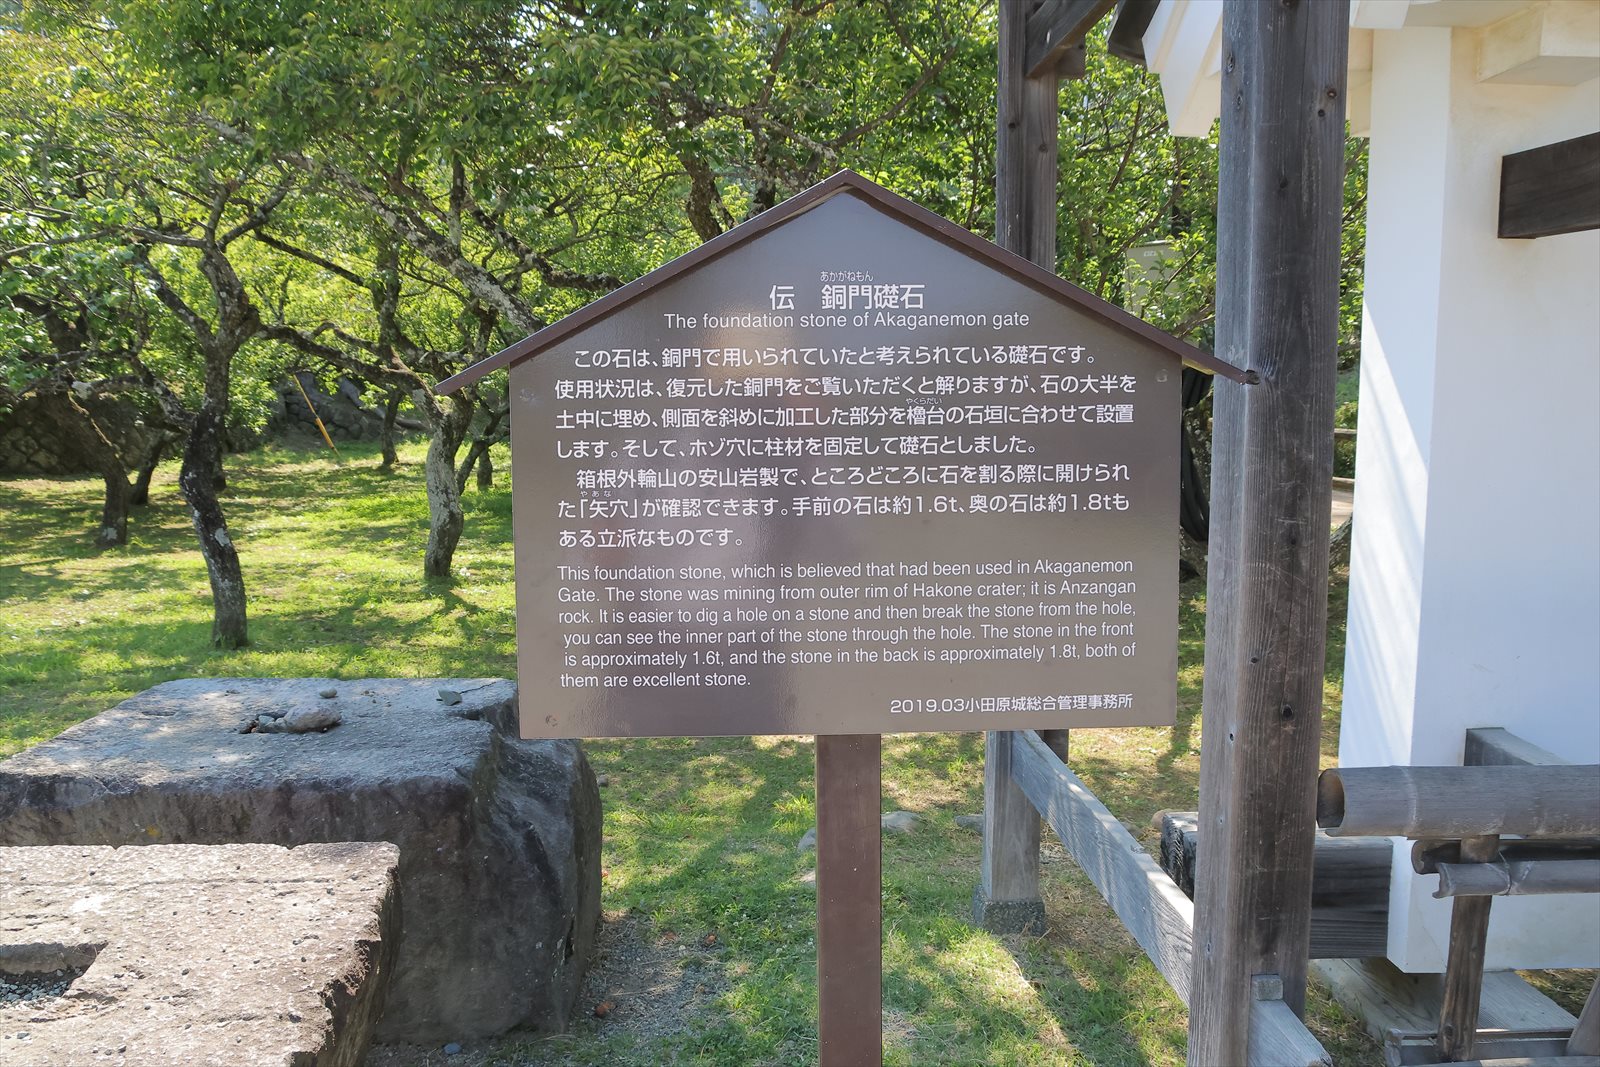 あかがねもん
伝　銅門礎石
The foundation stone of Akaganemon gate
この石は、銅門で用いられていたと考えられている礎石です。
使用状況は、復元した銅門をご覧いただくと解りますが、石の大半を
やぐらだい
土中に埋め、側面を斜めに加工した部分を櫓台の石垣に合わせて設置
します。そして、ホゾ穴に柱材を固定して礎石としました。
箱根外輪山の安山岩製で、ところどころに石を割る際に開けられ
やあな
た「矢穴」が確認できます。手前の石は約1.6t、奥の石は約1.8tも
ある立派なものです。
This foundation stone, which is believed that had been used in Akaganemon
Gate. The stone was mining from outer rim of Hakone crater; it is Anzangan
rock. It is easier to dig a hole on a stone and then break the stone from the hole,
you can see the inner part of the stone through the hole. The stone in the front
is approximately 1.6t, and the stone in the back is approximately 1.8t, both of
them are excellent stone.
2019.03小田原城総合管理事務所